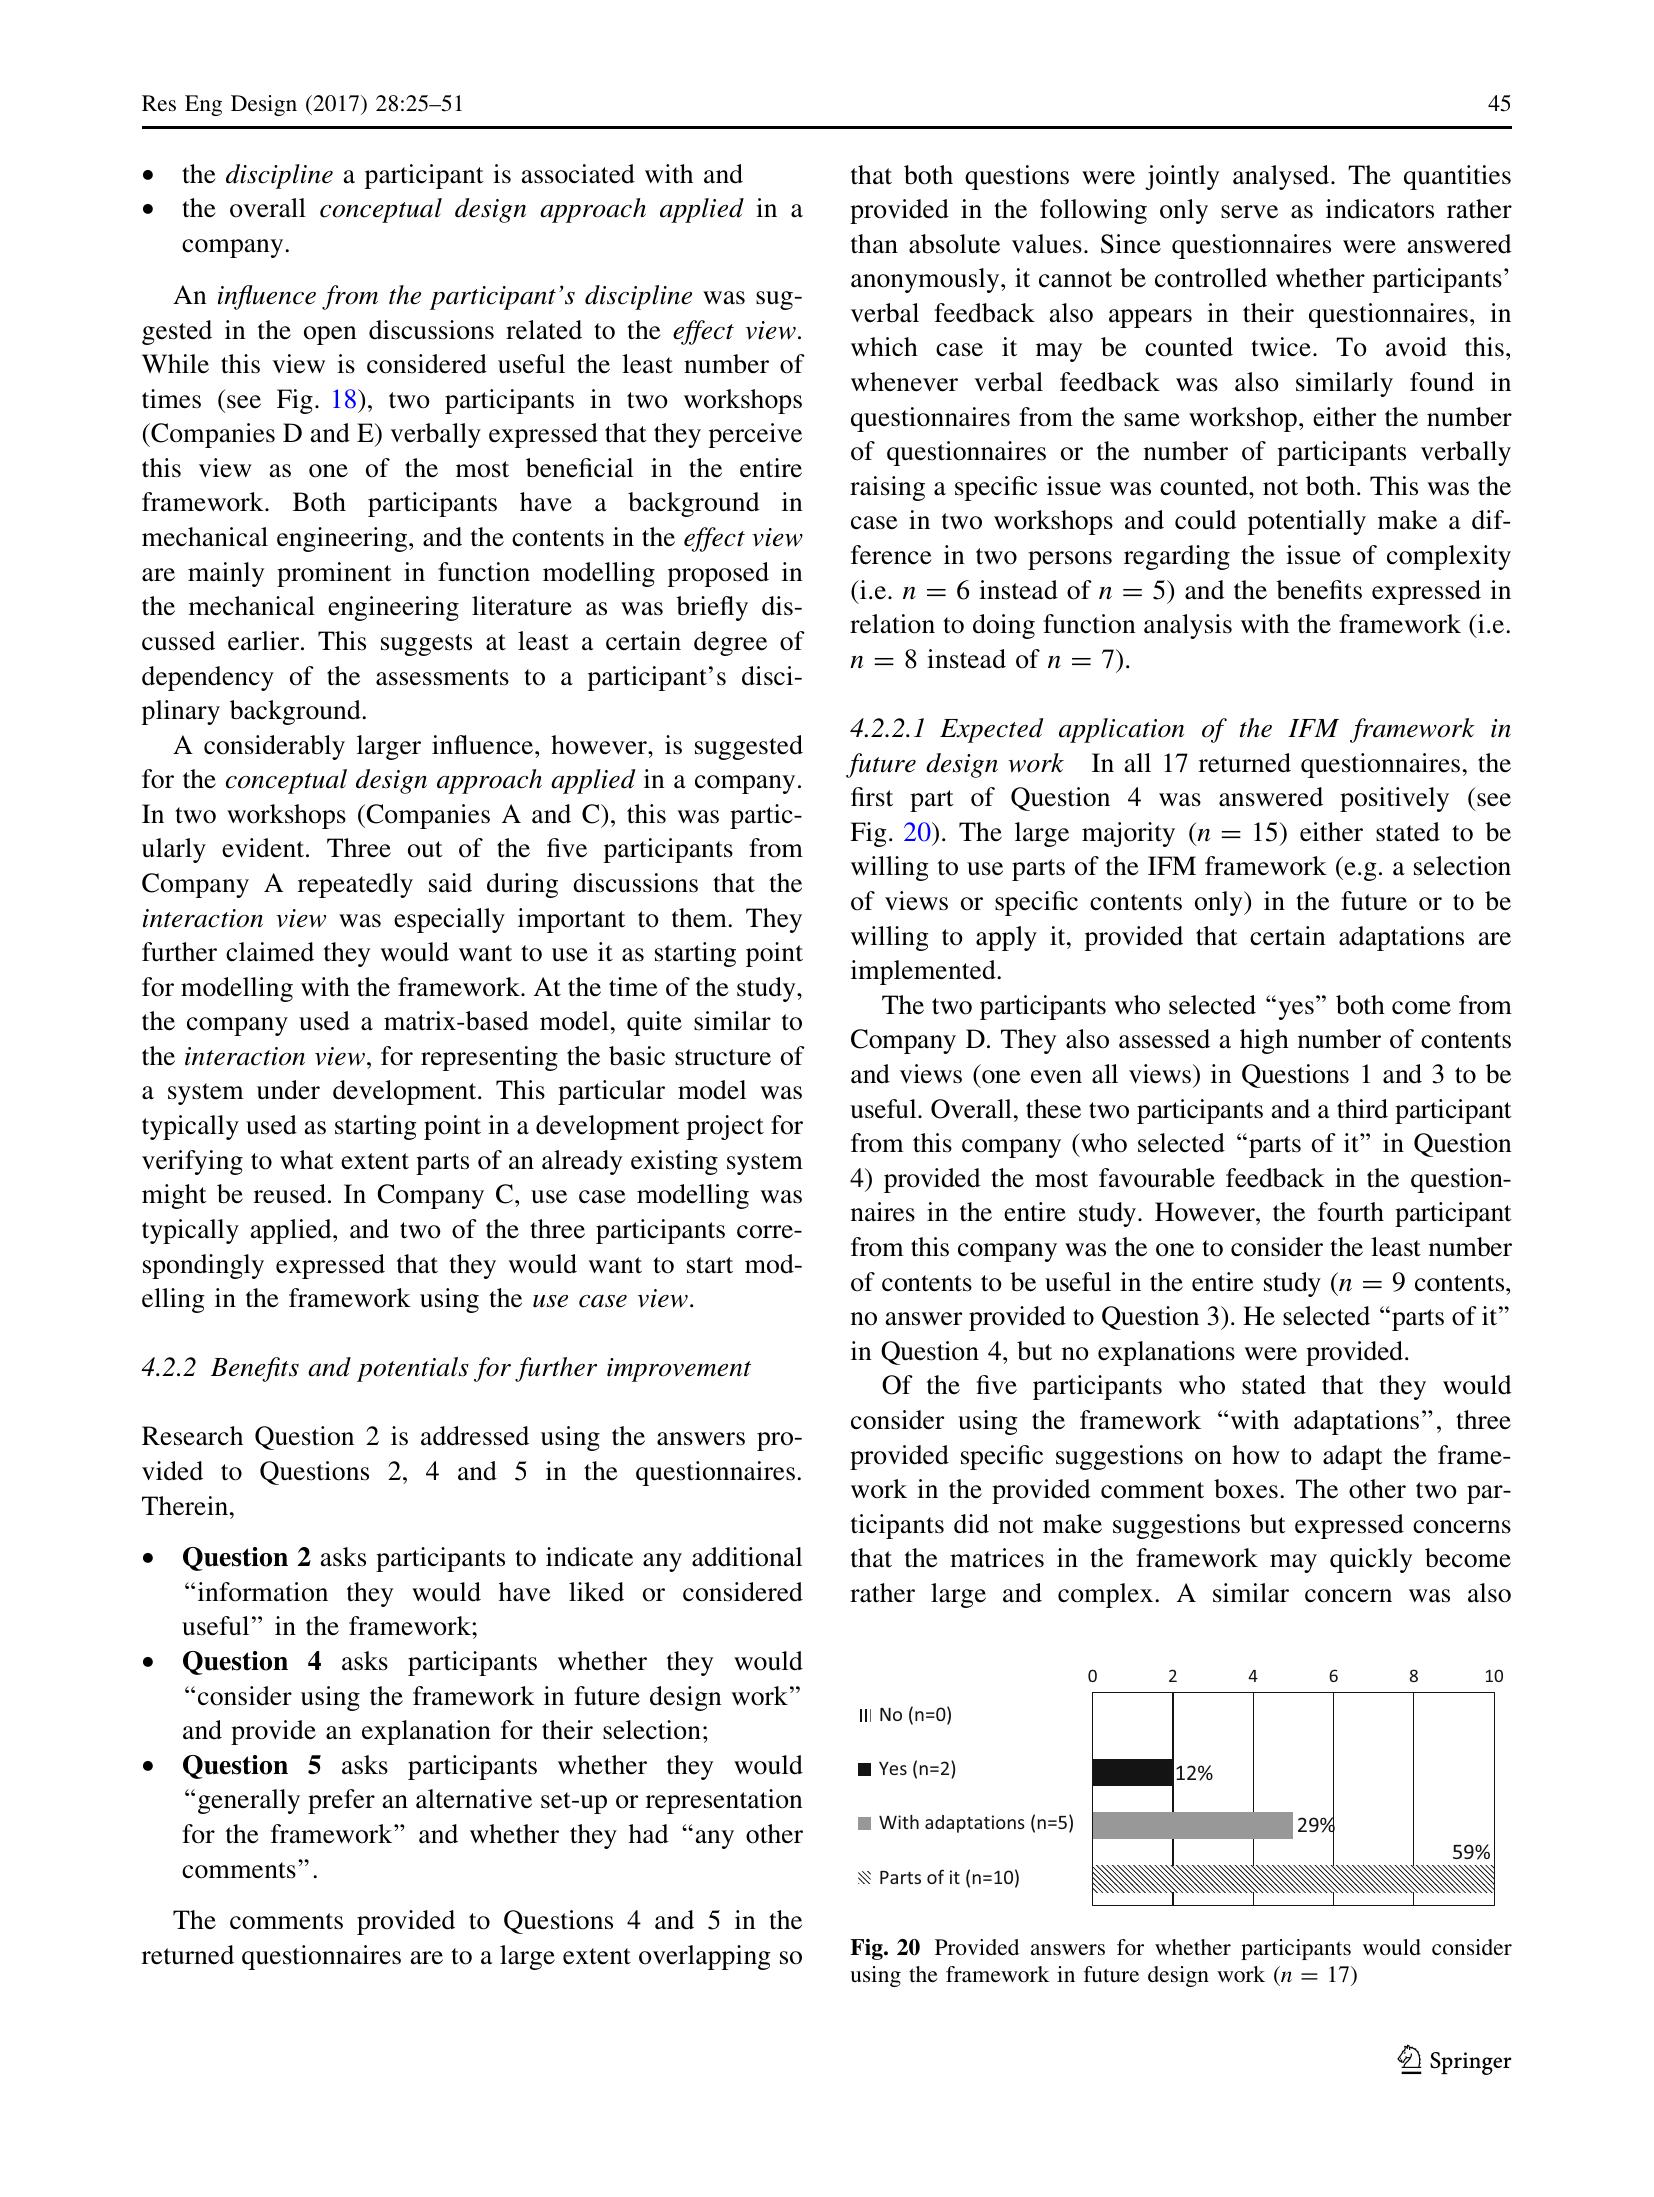 Res Eng Design (2017) 28:25–51
45
• the discipline a participant is associated with and
• the overall conceptual design approach applied in a
company.
An influence from the participant's discipline was sug-
gested in the open discussions related to the effect view.
While this view is considered useful the least number of
times (see Fig. 18), two participants in two workshops
(Companies D and E) verbally expressed that they perceive
this view as one of the most beneficial in the entire
framework. Both participants have a background in
mechanical engineering, and the contents in the effect view
are mainly prominent in function modelling proposed in
the mechanical engineering literature as was briefly dis-
cussed earlier. This suggests at least a certain degree of
dependency of the assessments to a participant's disci-
plinary background.
A considerably larger influence, however, is suggested
for the conceptual design approach applied in a company.
In two workshops (Companies A and C), this was partic-
ularly evident. Three out of the five participants from
Company A repeatedly said during discussions that the
interaction view was especially important to them. They
further claimed they would want to use it as starting point
for modelling with the framework. At the time of the study,
the company used a matrix-based model, quite similar to
the interaction view, for representing the basic structure of
a system under development. This particular model was
typically used as starting point in a development project for
verifying to what extent parts of an already existing system
might be reused. In Company C, use case modelling was
typically applied, and two of the three participants corre-
spondingly expressed that they would want to start mod-
elling in the framework using the use case view.
4.2.2 Benefits and potentials for further improvement
Research Question 2 is addressed using the answers pro-
vided to Questions 2, 4 and 5 in the questionnaires.
Therein,
• Question 2 asks participants to indicate any additional
“information they would have liked or considered
useful” in the framework;
• Question 4 asks participants whether they would
“consider using the framework in future design work”
and provide an explanation for their selection;
• Question 5 asks participants whether they would
“generally prefer an alternative set-up or representation
for the framework” and whether they had “any other
comments”.
The comments provided to Questions 4 and 5 in the
returned questionnaires are to a large extent overlapping so
that both questions were jointly analysed. The quantities
provided in the following only serve as indicators rather
than absolute values. Since questionnaires were answered
anonymously, it cannot be controlled whether participants'
verbal feedback also appears in their questionnaires, in
which case it may be counted twice. To avoid this,
whenever verbal feedback was also similarly found in
questionnaires from the same workshop, either the number
of questionnaires or the number of participants verbally
raising a specific issue was counted, not both. This was the
case in two workshops and could potentially make a dif-
ference in two persons regarding the issue of complexity
(i.e. n = 6 instead of n = 5) and the benefits expressed in
relation to doing function analysis with the framework (i.e.
n = 8 instead of n = 7).
4.2.2.1 Expected application of the IFM framework in
future design work In all 17 returned questionnaires, the
first part of Question 4 was answered positively (see
Fig. 20). The large majority (n = 15) either stated to be
willing to use parts of the IFM framework (e.g. a selection
of views or specific contents only) in the future or to be
willing to apply it, provided that certain adaptations are
implemented.
The two participants who selected “yes” both come from
Company D. They also assessed a high number of contents
and views (one even all views) in Questions 1 and 3 to be
useful. Overall, these two participants and a third participant
from this company (who selected “parts of it” in Question
4) provided the most favourable feedback in the question-
naires in the entire study. However, the fourth participant
from this company was the one to consider the least number
of contents to be useful in the entire study (n = 9 contents,
no answer provided to Question 3). He selected “parts of it”
in Question 4, but no explanations were provided.
Of the five participants who stated that they would
consider using the framework “with adaptations”, three
provided specific suggestions on how to adapt the frame-
work in the provided comment boxes. The other two par-
ticipants did not make suggestions but expressed concerns
that the matrices in the framework may quickly become
rather large and complex. A similar concern was also
0 2 4 6 8 10
No (n=0)
Yes (n=2) 12%
With adaptations (n=5) 29%
59%
Parts of it (n=10)
Fig. 20 Provided answers for whether participants would consider
using the framework in future design work (n = 17)
Springer